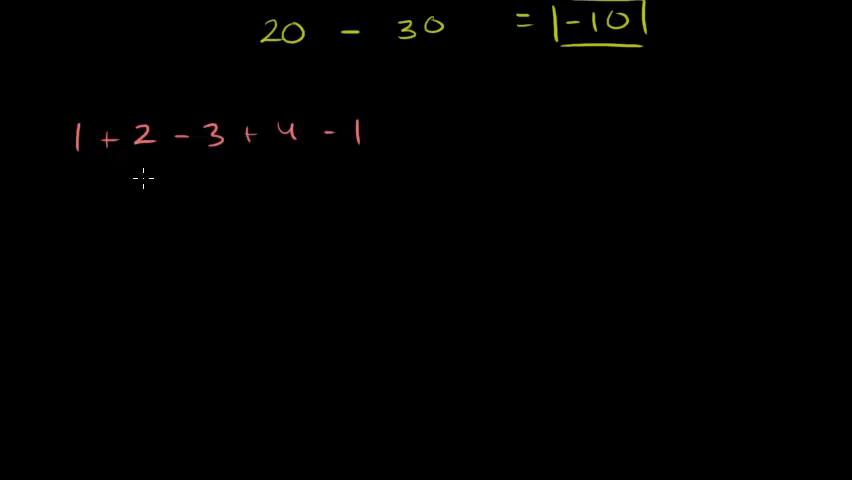 20 - 30 = -10
1 + 2 - 3 + 4 - 1